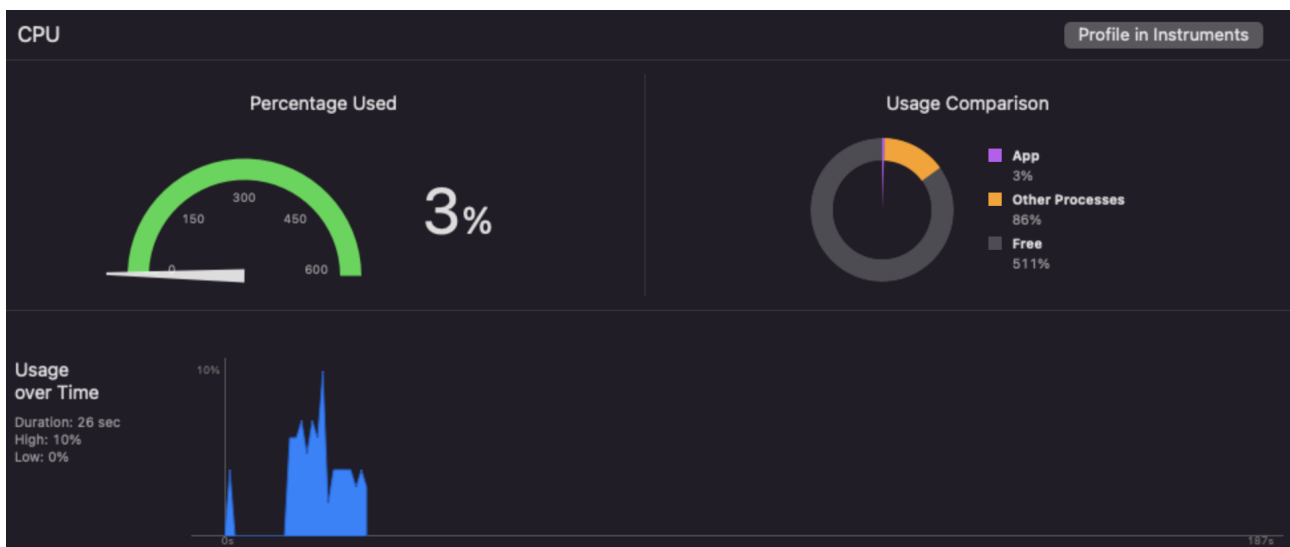 CPU
Profile in Instruments
Percentage Used
0
150
300
450
600
3%
Usage Comparison
App
3%
Other Processes
86%
Free
511%
Usage
over Time
Duration: 26 sec
High: 10%
Low: 0%
10%
0s
187s